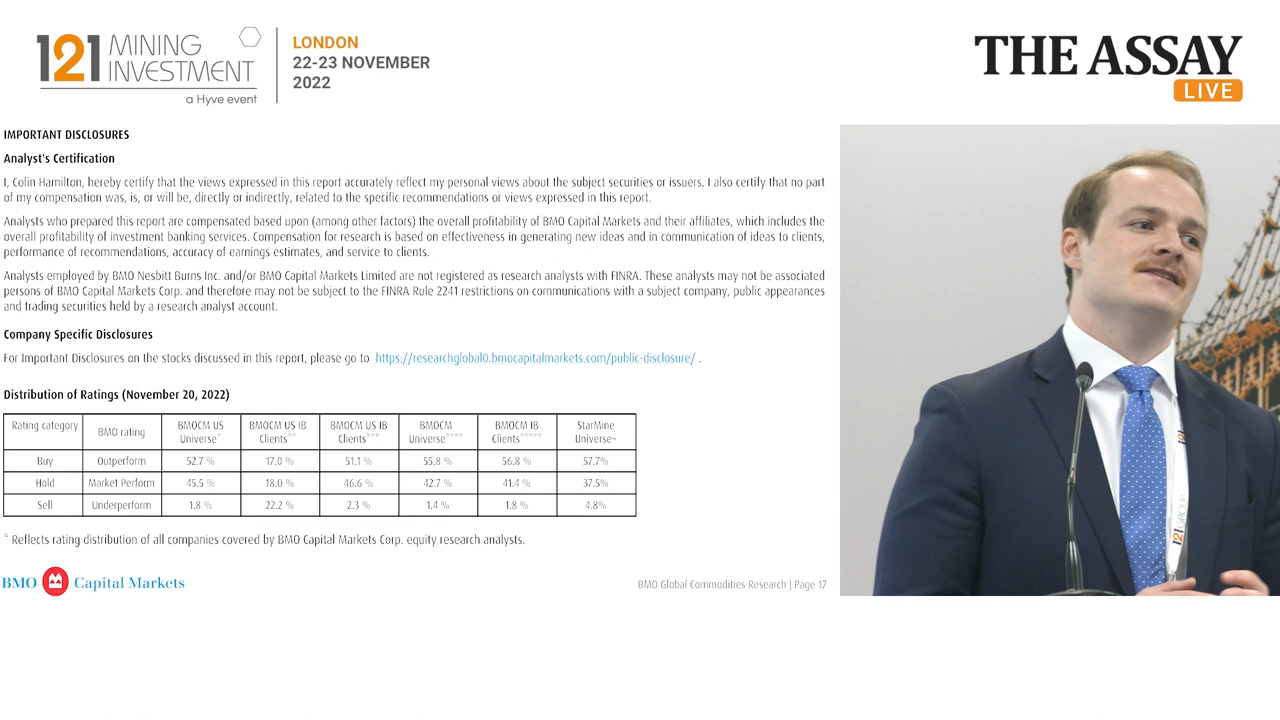 121 MINING
INVESTMENT
a Hyve event
LONDON
22-23 NOVEMBER
2022
THE ASSAY
LIVE
IMPORTANT DISCLOSURES
Analyst's Certification
I, Colin Hamilton, hereby certify that the views expressed in this report accurately reflect my personal views about the subject securities or issuers. I also certify that no part
of my compensation was, is, or will be, directly or indirectly, related to the specific recommendations or views expressed in this report.
Analysts who prepared this report are compensated based upon (among other factors) the overall profitability of BMO Capital Markets and their affiliates, which includes the
overall profitability of investment banking services. Compensation for research is based on effectiveness in generating new ideas and in communication of ideas to clients,
performance of recommendations, accuracy of earnings estimates, and service to clients.
Analysts employed by BMO Nesbitt Burns Inc. and/or BMO Capital Markets Limited are not registered as research analysts with FINRA. These analysts may not be associated
persons of BMO Capital Markets Corp. and therefore may not be subject to the FINRA Rule 2241 restrictions on communications with a subject company, public appearances
and trading securities held by a research analyst account.
Company Specific Disclosures
For Important Disclosures on the stocks discussed in this report, please go to https://researchglobal0.bmocapitalmarkets.com/public-disclosure/ .
Distribution of Ratings (November 20, 2022)
Rating category BMO rating BMOCM US Universe* BMOCM US IB Clients** BMOCM US IB Clients*** BMOCM Universe**** BMOCM IB Clients***** StarMine Universe~
Buy Outperform 52.7 % 17.0 % 51.1 % 55.8 % 56.8 % 57.7%
Hold Market Perform 45.5 % 18.0 % 46.6 % 42.7 % 41.4 % 37.5%
Sell Underperform 1.8 % 22.2 % 2.3 % 1.4 % 1.8 % 4.8%
* Reflects rating distribution of all companies covered by BMO Capital Markets Corp. equity research analysts.
BMO Capital Markets
BMO Global Commodities Research | Page 17
121
121 GROUP